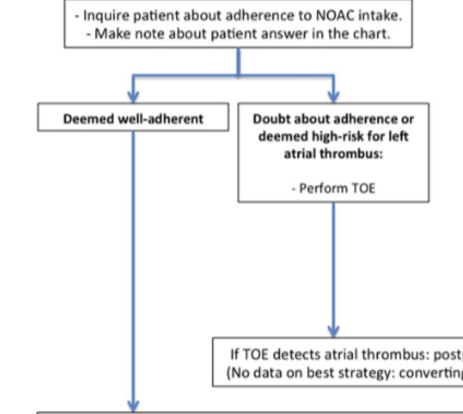 - Inquire patient about adherence to NOAC intake.
- Make note about patient answer in the chart.
Deemed well-adherent
Doubt about adherence or
deemed high-risk for left
atrial thrombus:
- Perform TOE
If TOE detects atrial thrombus: post
(No data on best strategy: converting